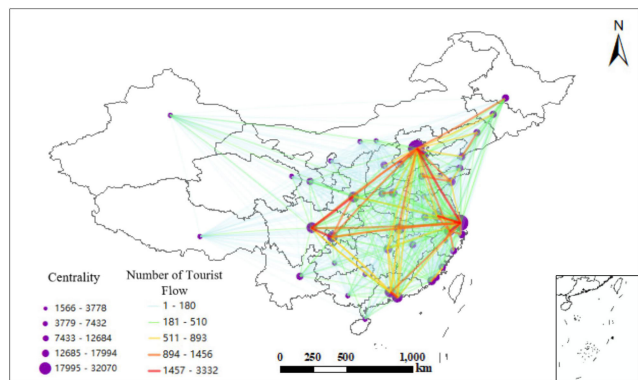 N
Centrality
1566 - 3778
3779 - 7432
7433 - 12684
12685 - 17994
17995 - 32070
Number of Tourist
Flow
1 - 180
181 - 510
511 - 893
894 - 1456
1457 - 3332
0 250 500 1,000
km